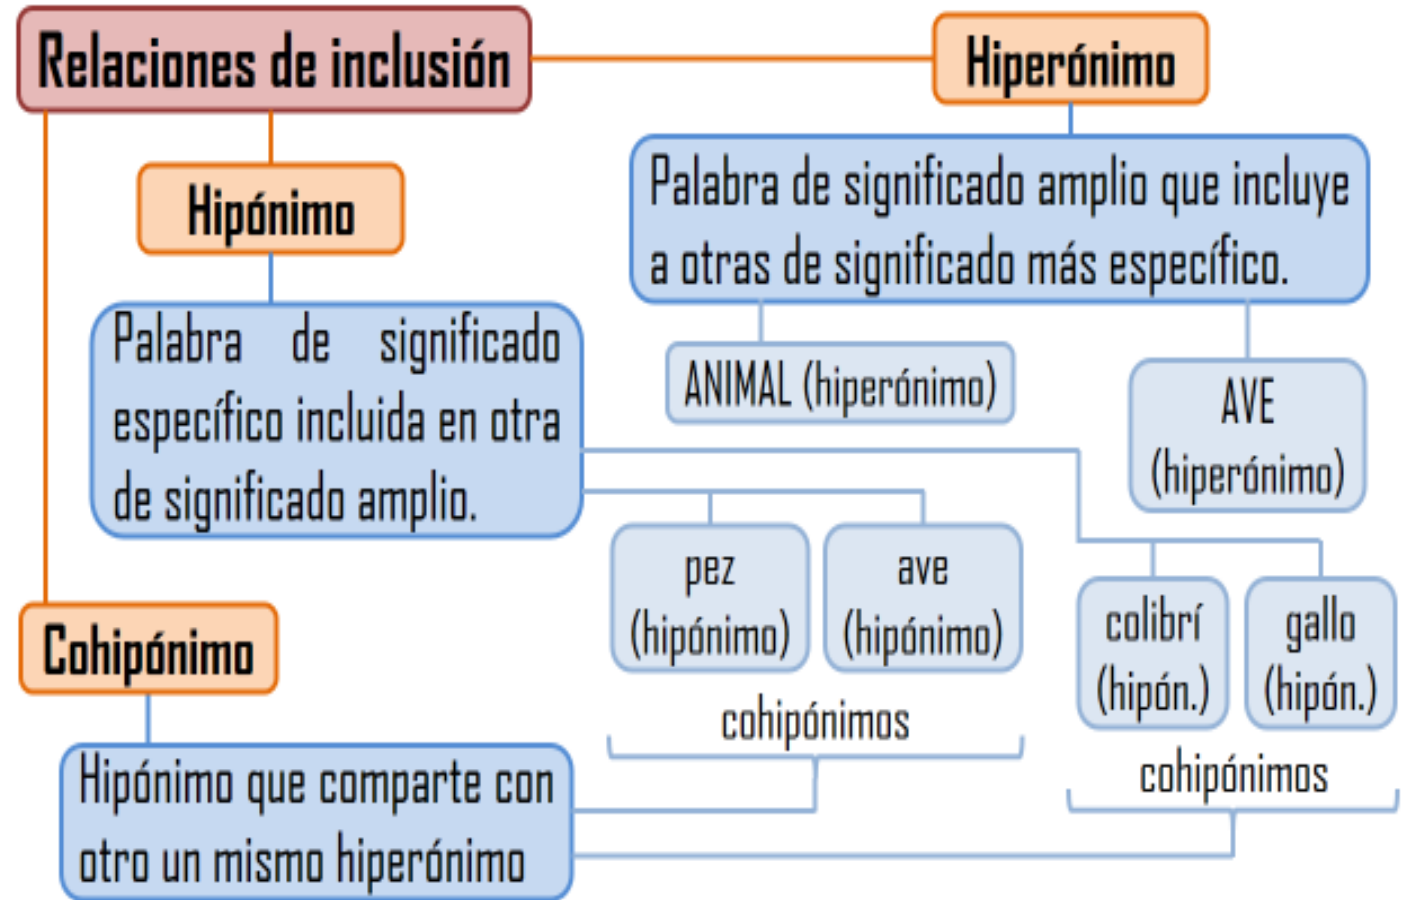 Relaciones de inclusión
Hiperónimo
Palabra de significado amplio que incluye
a otras de significado más específico.
Hipónimo
Palabra de significado
específico incluida en otra
de significado amplio.
ANIMAL (hiperónimo)
AVE
(hiperónimo)
pez
(hipónimo)
ave
(hipónimo)
colibrí
(hipón.)
gallo
(hipón.)
cohipónimos
cohipónimos
Cohipónimo
Hipónimo que comparte con
otro un mismo hiperónimo